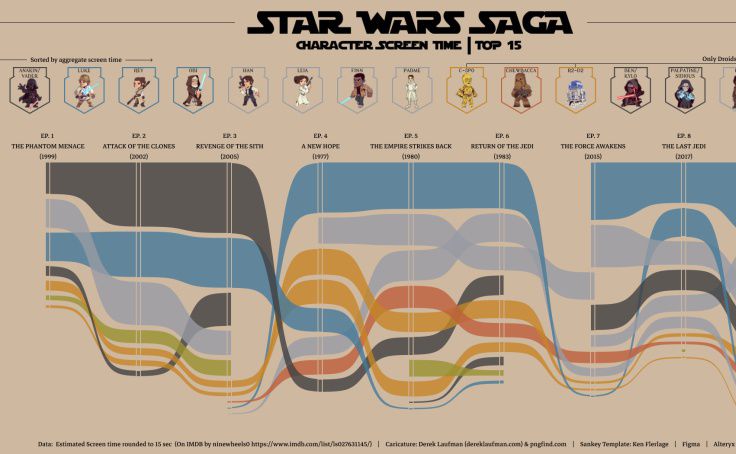 STAR WARS SAGA
CHARACTER SCREEN TIME | TOP 15
Sorted by aggregate screen time
Only Droids
ANAKIN/
VADER
LUKE
REY
OBI
HAN
LEIA
FINN
PADME
C-3PO
CHEWBACCA
R2-D2
BEN/
KYLO
PALPATINE/
SIDIOUS
EP. 1
THE PHANTOM MENACE
(1999)
EP. 2
ATTACK OF THE CLONES
(2002)
EP. 3
REVENGE OF THE SITH
(2005)
EP. 4
A NEW HOPE
(1977)
EP. 5
THE EMPIRE STRIKES BACK
(1980)
EP. 6
RETURN OF THE JEDI
(1983)
EP. 7
THE FORCE AWAKENS
(2015)
EP. 8
THE LAST JEDI
(2017)
Data: Estimated Screen time rounded to 15 sec (On IMDB by ninewheels0 https://www.imdb.com/list/ls027631145/) | Caricature: Derek Laufman (dereklaufman.com) & pngfind.com | Sankey Template: Ken Flerlage | Figma | Alteryx